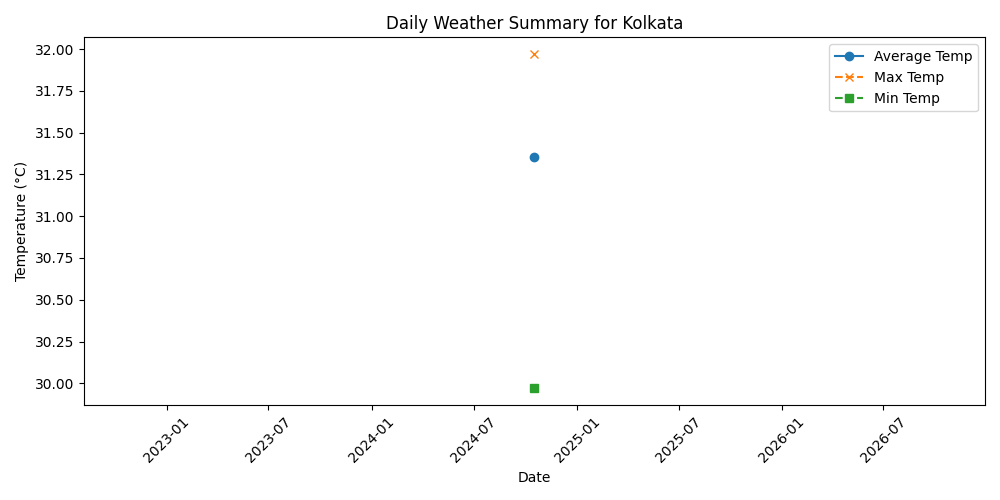 Daily Weather Summary for Kolkata
32.00
31.75
31.50
31.25
31.00
30.75
30.50
30.25
30.00
Temperature (°C)
Average Temp
Max Temp
Min Temp
2023-01
2023-07
2024-01
2024-07
2025-01
2025-07
2026-01
2026-07
Date